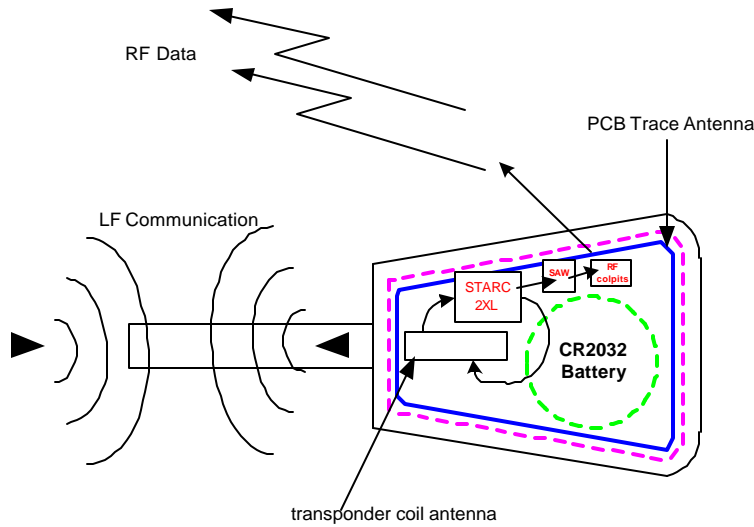 RF Data
PCB Trace Antenna
LF Communication
SAW
RF
colpits
STARC
2XL
CR2032
Battery
transponder coil antenna